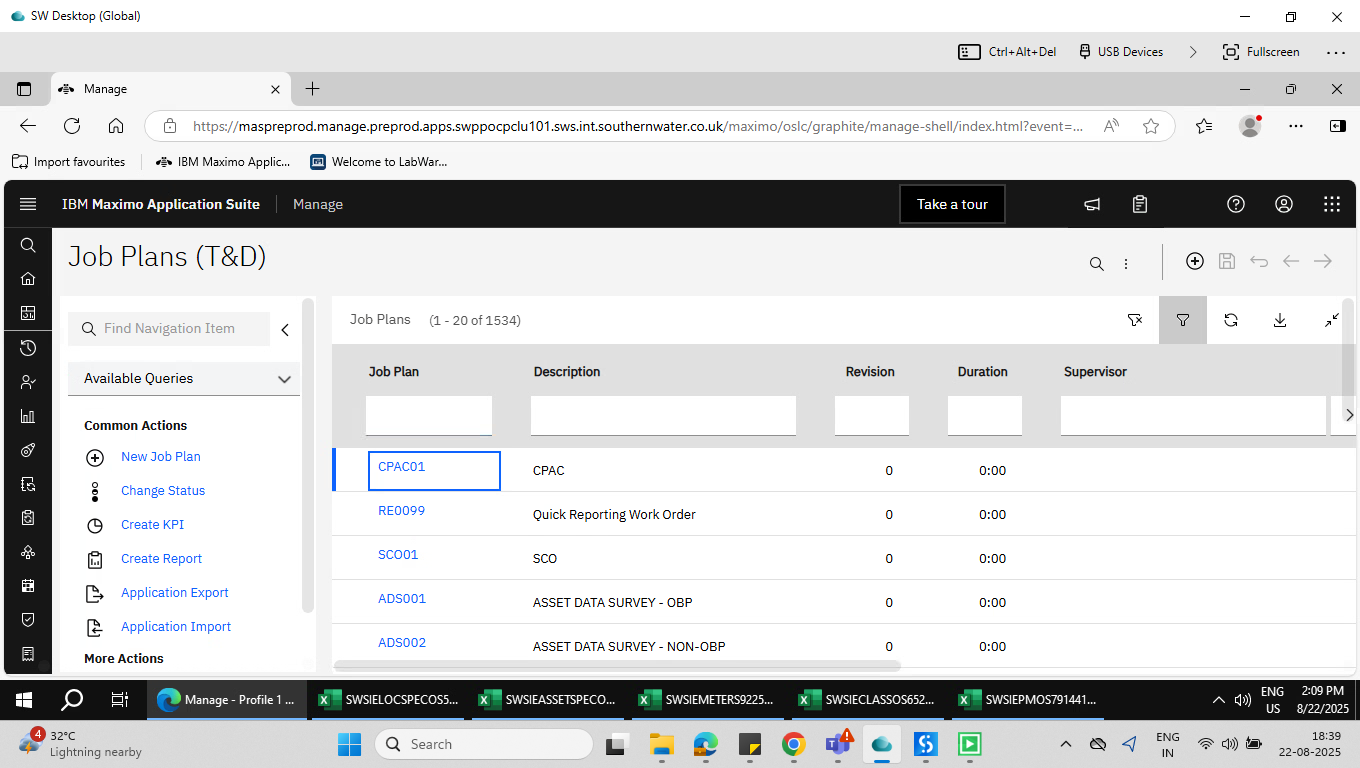 SW Desktop (Global)
Ctrl+Alt+Del USB Devices Fullscreen
Manage
https://maspreprod.manage.preprod.apps.swppocpclu101.sws.int.southernwater.co.uk/maximo/oslc/graphite/manage-shell/index.html?event=...
Import favourites IBM Maximo Applic... Welcome to LabWar...
IBM Maximo Application Suite Manage Take a tour
Job Plans (T&D)
Find Navigation Item
Available Queries
Common Actions
New Job Plan
Change Status
Create KPI
Create Report
Application Export
Application Import
More Actions
Job Plans (1 - 20 of 1534)
Job Plan Description Revision Duration Supervisor
CPAC01 CPAC 0 0:00
RE0099 Quick Reporting Work Order 0 0:00
SCO01 SCO 0 0:00
ADS001 ASSET DATA SURVEY - OBP 0 0:00
ADS002 ASSET DATA SURVEY - NON-OBP 0 0:00
Manage - Profile 1 ... SWSIELOCSPECOS5... SWSIEASSETSPECO... SWSIEMETERS9225... SWSIECLASSOS652... SWSIEPMOS791441...
ENG
US
2:09 PM
8/22/2025
4
32°C
Lightning nearby
Search
ENG
IN
18:39
22-08-2025